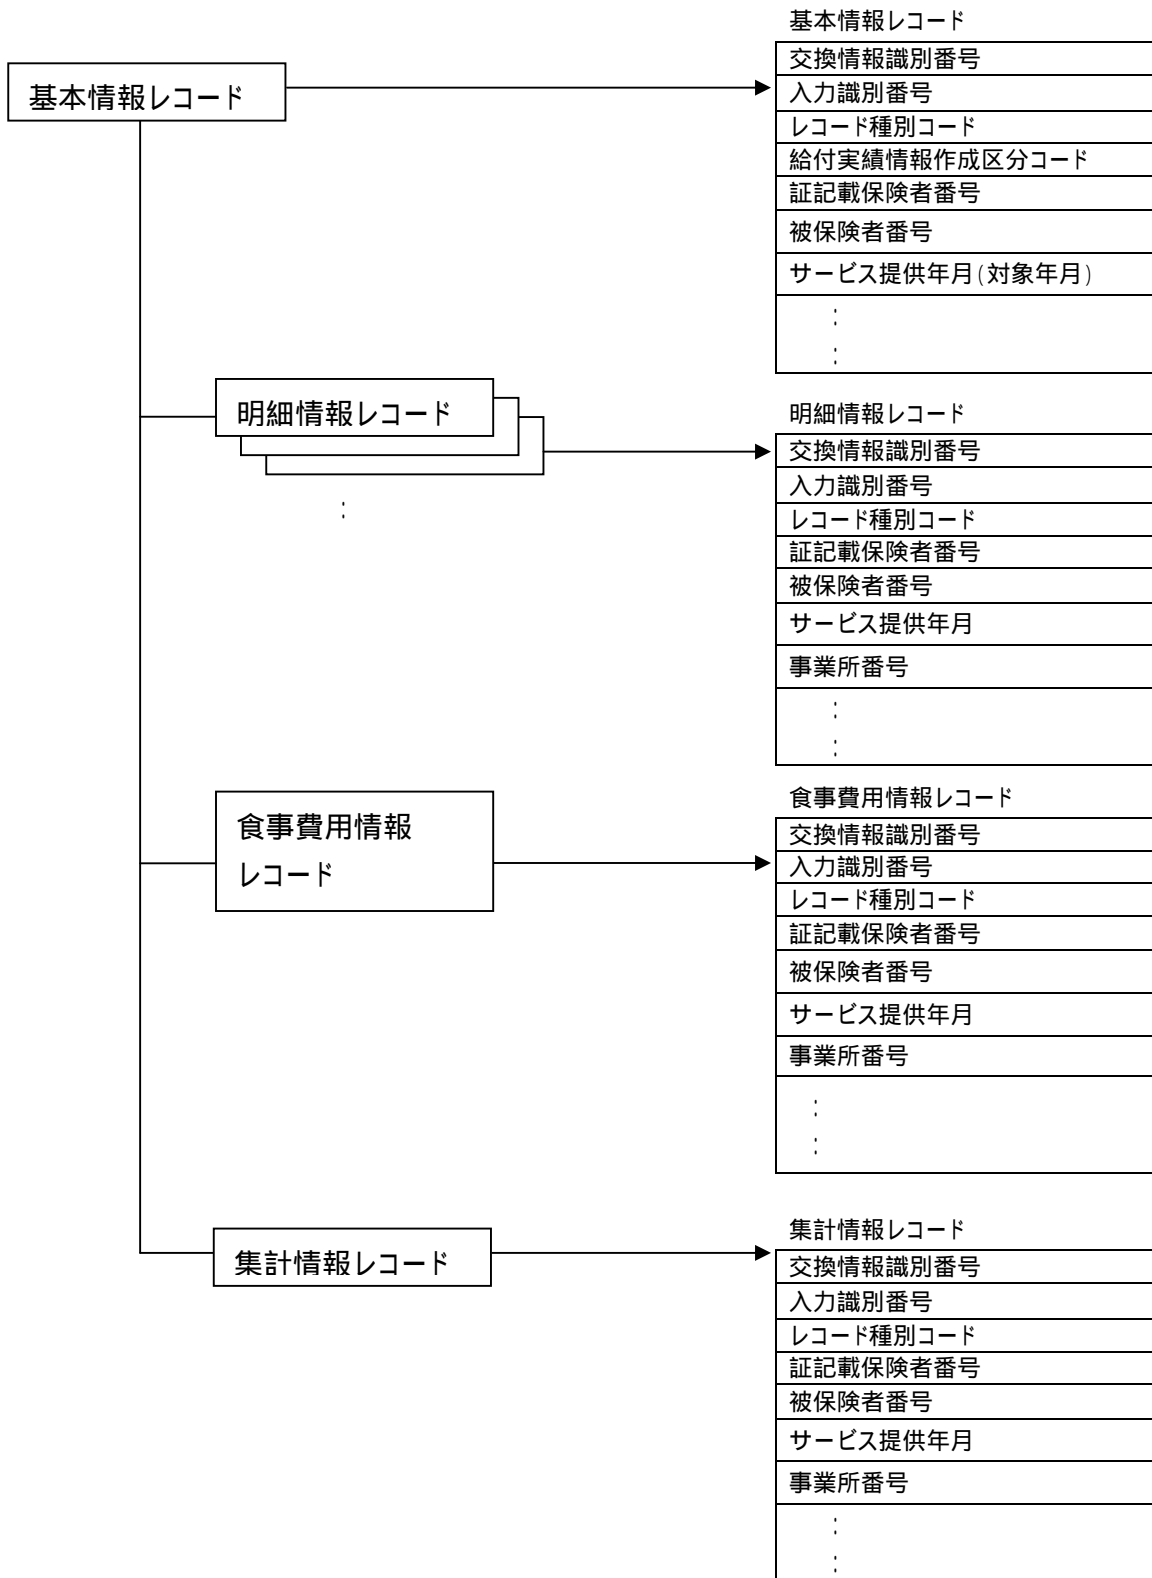 基本情報レコード
基本情報レコード
交換情報識別番号
入力識別番号
レコード種別コード
給付実績情報作成区分コード
証記載保険者番号
被保険者番号
サービス提供年月(対象年月)
:
:
明細情報レコード
:
明細情報レコード
交換情報識別番号
入力識別番号
レコード種別コード
証記載保険者番号
被保険者番号
サービス提供年月
事業所番号
:
:
食事費用情報
レコード
食事費用情報レコード
交換情報識別番号
入力識別番号
レコード種別コード
証記載保険者番号
被保険者番号
サービス提供年月
事業所番号
:
:
集計情報レコード
集計情報レコード
交換情報識別番号
入力識別番号
レコード種別コード
証記載保険者番号
被保険者番号
サービス提供年月
事業所番号
:
: